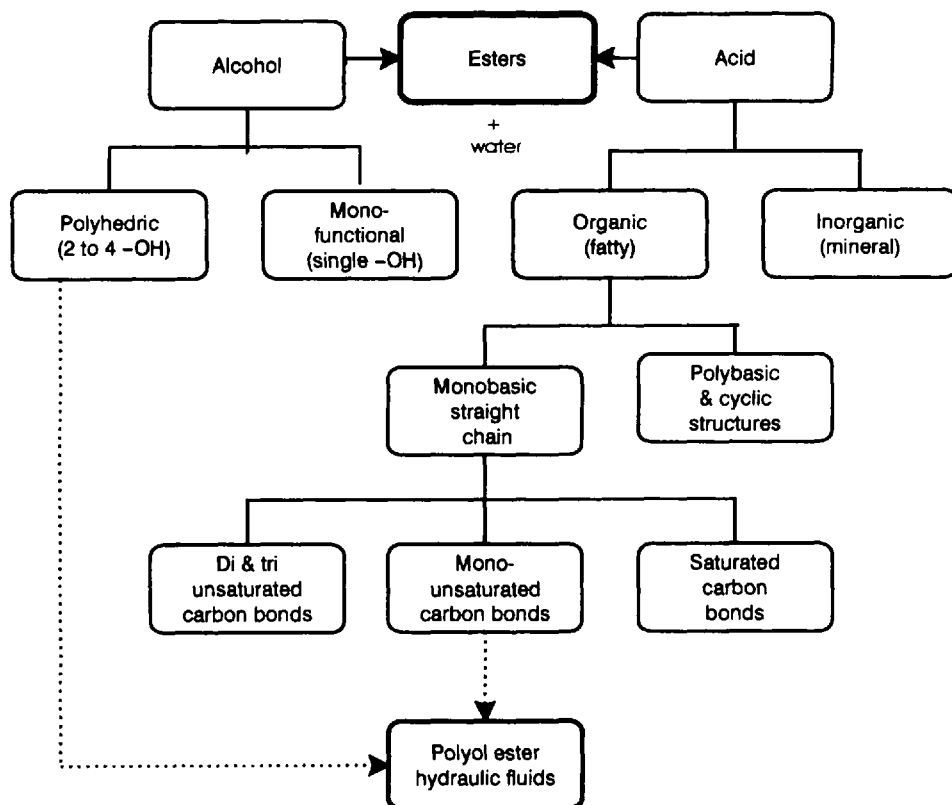 Alcohol
Esters
Acid
+
water
Polyhedric
(2 to 4 –OH)
Mono-
functional
(single –OH)
Organic
(fatty)
Inorganic
(mineral)
Monobasic
straight
chain
Polybasic
& cyclic
structures
Di & tri
unsaturated
carbon bonds
Mono-
unsaturated
carbon bonds
Saturated
carbon
bonds
Polyol ester
hydraulic fluids